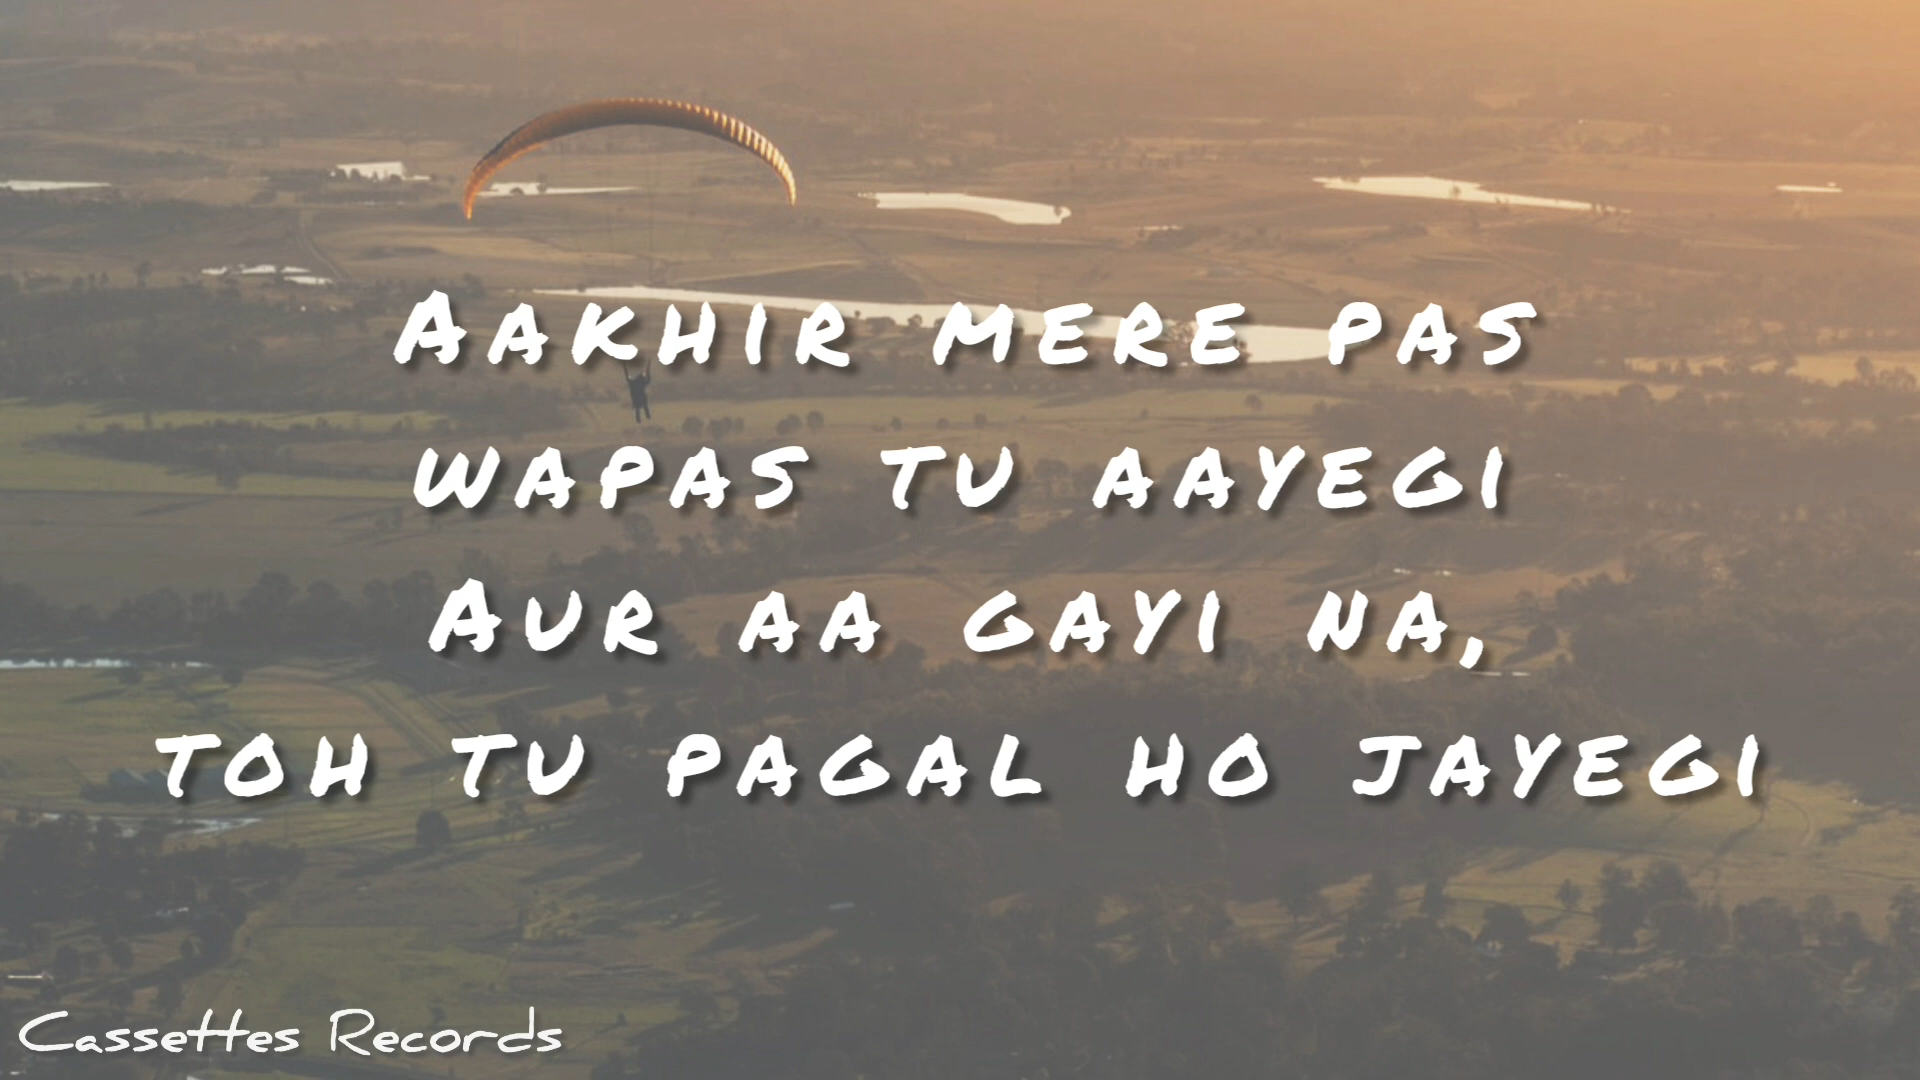 Aakhir mere pas
wapas tu aayegi
Aur aa gayi na,
toh tu pagal ho jayegi
Cassettes Records